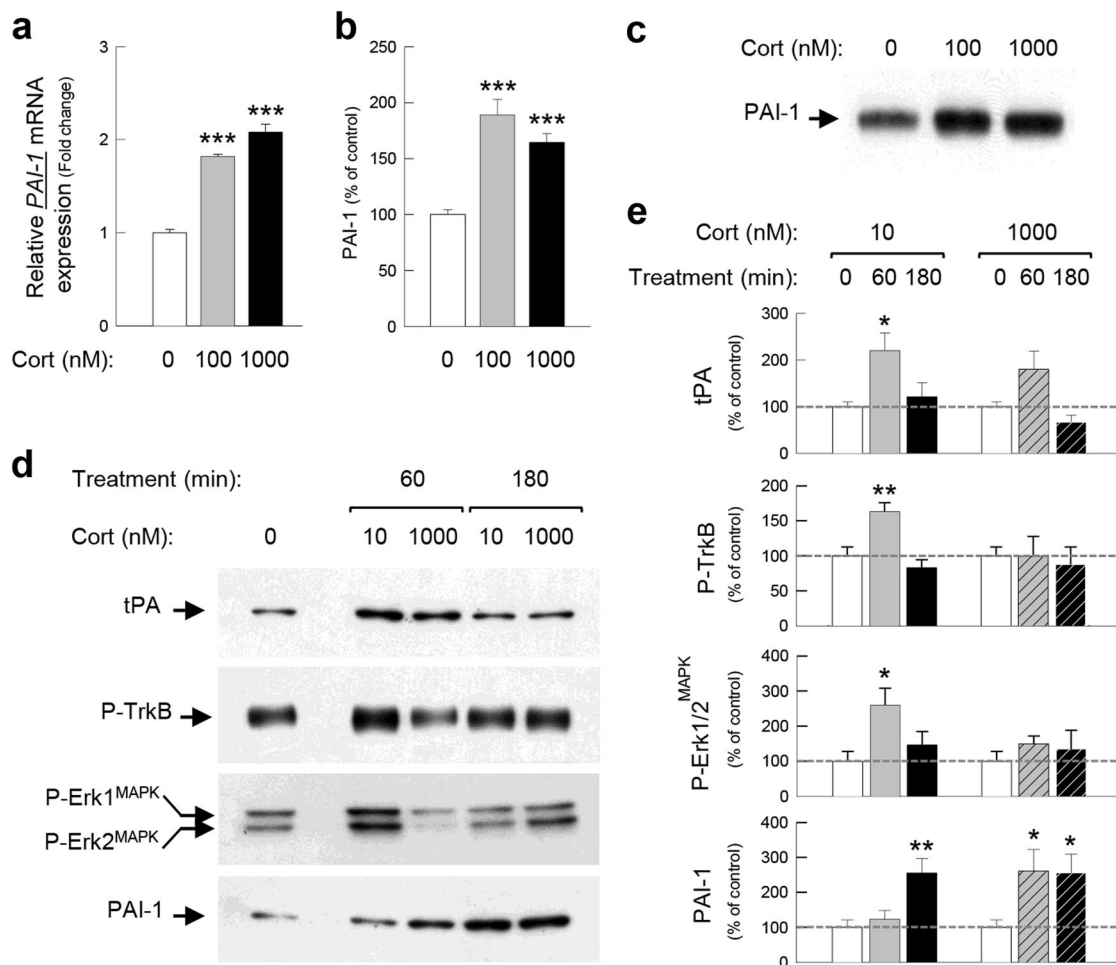 a
Relative PAI-1 mRNA
expression (Fold change)
3
2
1
0
***
***
Cort (nM): 0 100 1000
b
PAI-1 (% of control)
250
200
150
100
50
0
***
***
0 100 1000
c
Cort (nM): 0 100 1000
PAI-1
d
Treatment (min): 60 180
Cort (nM): 0 10 1000 10 1000
tPA
P-TrkB
P-Erk1MAPK
P-Erk2MAPK
PAI-1
e
Cort (nM): 10 1000
Treatment (min): 0 60 180 0 60 180
tPA
(% of control)
300
200
100
0
*
P-TrkB
(% of control)
200
150
100
50
0
**
P-Erk1/2MAPK
(% of control)
400
300
200
100
0
*
PAI-1
(% of control)
400
300
200
100
0
**
*
*